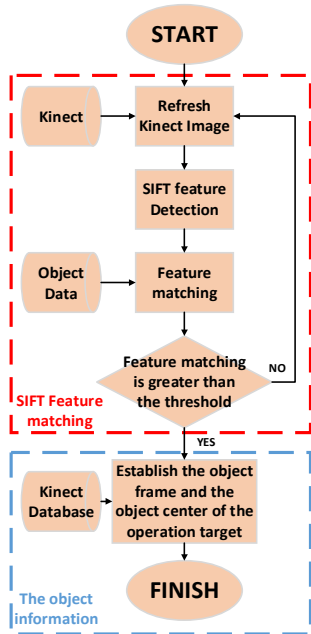 START
Kinect
Refresh
Kinect Image
SIFT feature
Detection
Object
Data
Feature
matching
Feature matching
is greater than
the threshold
NO
SIFT Feature
matching
YES
Kinect
Database
Establish the object
frame and the
object center of the
operation target
FINISH
The object
information